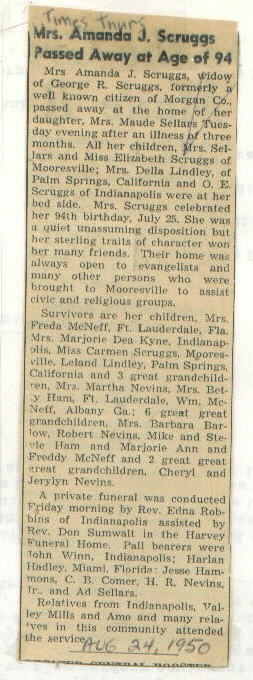 Times
Mrs. Amanda J. Scruggs
Passed Away at Age of 94
Mrs Amanda J. Scruggs, widow
of George R. Scruggs, formerly a
well known citizen of Morgan Co.,
passed away at the home of her
daughter, Mrs. Maude Sellars Tues-
day evening after an illness of three
months. All her children, Mrs. Sel-
lars and Miss Elizabeth Scruggs of
Mooresville; Mrs. Della Lindley, of
Palm Springs, California and O. E.
Scruggs of Indianapolis were at her
bed side. Mrs. Scruggs celebrated
her 94th birthday, July 25. She was
a quiet unassuming disposition but
her sterling traits of character won
her many friends. Their home was
always open to evangelists and
many other persons who were
brought to Mooresville to assist
civic and religious groups.
Survivors are her children, Mrs.
Freda McNeff, Ft. Lauderdale, Fla.
Mrs. Marjorie Dea Kyne, Indianap-
olis, Miss Carmen Scruggs, Moores-
ville, Leland Lindley, Palm Springs,
California and 3 great grandchild-
ren, Mrs. Martha Nevins, Mrs. Bet-
ty Ham, Ft. Lauderdale, Wm. Mc-
Neff, Albany Ga.; 6 great great
grandchildren, Mrs. Barbara Bar-
low, Robert Nevins, Mike and Ste-
vie Ham and Marjorie Ann and
Freddy McNeff and 2 great great
great grandchildren, Cheryl and
Jerylyn Nevins.
A private funeral was conducted
Friday morning by Rev. Edna Rob-
bins of Indianapolis assisted by
Rev. Don Sumwalt in the Harvey
Funeral Home. Pall bearers were
John Winn, Indianapolis; Harlan
Hadley, Miami, Florida: Jesse Ham-
mons, C. B. Comer, H. R. Nevins,
Jr., and Ad Sellars.
Relatives from Indianapolis, Val-
ley Mills and Amo and many rela-
tives in this community attended
the service.
Aug 24, 1950